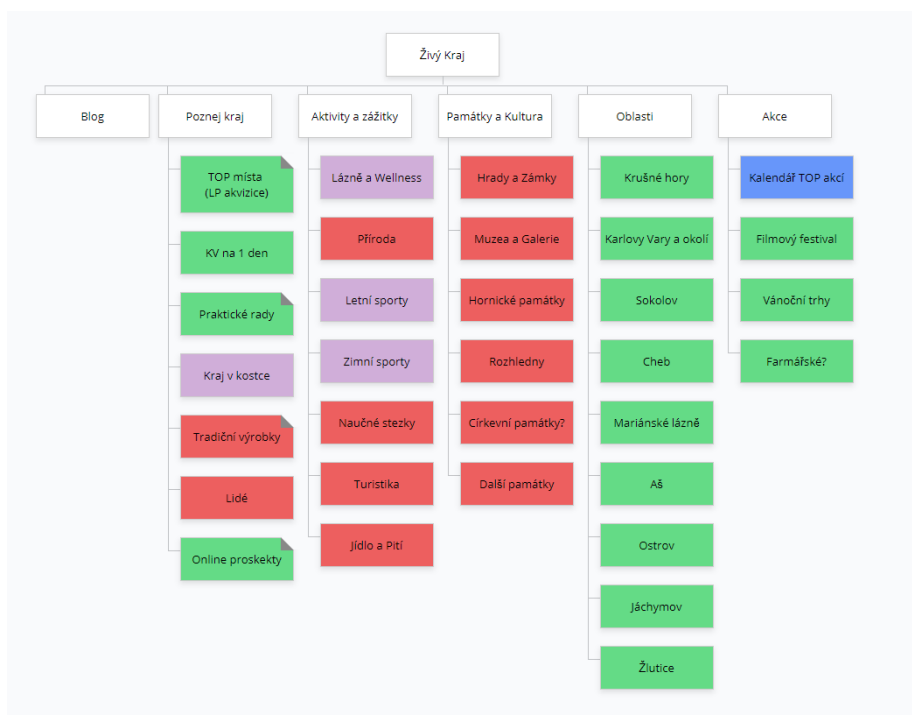 Živý Kraj
Blog
Poznej kraj
Aktivity a zážitky
Památky a Kultura
Oblasti
Akce
TOP místa
(LP akvizice)
KV na 1 den
Praktické rady
Kraj v kostce
Tradiční výrobky
Lidé
Online proskekty
Lázně a Wellness
Příroda
Letní sporty
Zimní sporty
Naučné stezky
Turistika
Jídlo a Pití
Hrady a Zámky
Muzea a Galerie
Hornické památky
Rozhledny
Církevní památky?
Další památky
Krušné hory
Karlovy Vary a okolí
Sokolov
Cheb
Mariánské lázně
Aš
Ostrov
Jáchymov
Žlutice
Kalendář TOP akcí
Filmový festival
Vánoční trhy
Farmářské?